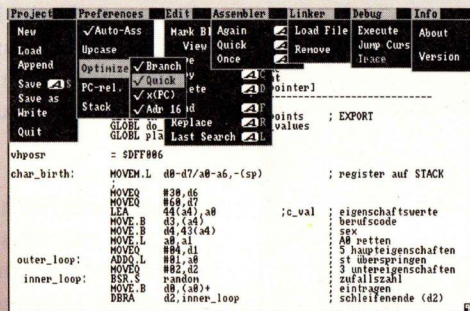 Project Preferences Edit Assembler Linker Debug Info
New ✓Auto-Ass Mark Bl Again Load File Execute About
Upcase View Quick Jump Curs
Load Once Remove Trace Version
Append Optimize ✓Branch
✓Quick
Save S PC-rel. ✓x(PC) ete D pointer]
Save as ✓Adr 16
Write Stack F
GLOBL do_ Replace R points ; EXPORT
Quit GLOBL pla Last Search L values
vhposr = $DFF006
char_birth: MOVEM.L d0-d7/a0-a6,-(sp) ; register auf STACK
;
MOVEQ #30,d6
MOVEQ #60,d7
LEA 44(a4),a0 ;c_val ; eigenschaftswerte
MOVE.B d3,(a4) ; berufscode
MOVE.B d4,43(a4) ; sex
MOVE.L a0,a1 ; A0 retten
MOVEQ #04,d1 ; 5 haupteigenschaften
outer_loop: ADDQ.L #01,a0 ; st überspringen
MOVEQ #02,d2 ; 3 untereigenschaften
inner_loop: BSR.S random ; zufallszahl
MOVE.B d0,(a0)+ ; eintragen
DBRA d2,inner_loop ; schleifenende (d2)